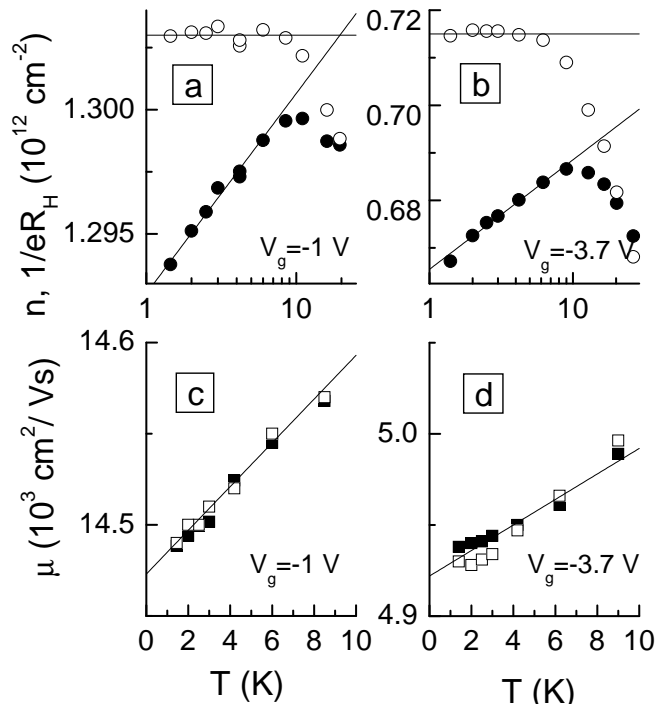 n, 1/eR_H (10^12 cm^-2)
1.300
1.295
a
V_g=-1 V
1
10
0.72
0.70
0.68
b
V_g=-3.7 V
1
10
μ (10^3 cm^2/ Vs)
14.6
14.5
c
V_g=-1 V
0 2 4 6 8 10
T (K)
5.0
4.9
d
V_g=-3.7 V
0 2 4 6 8 10
T (K)